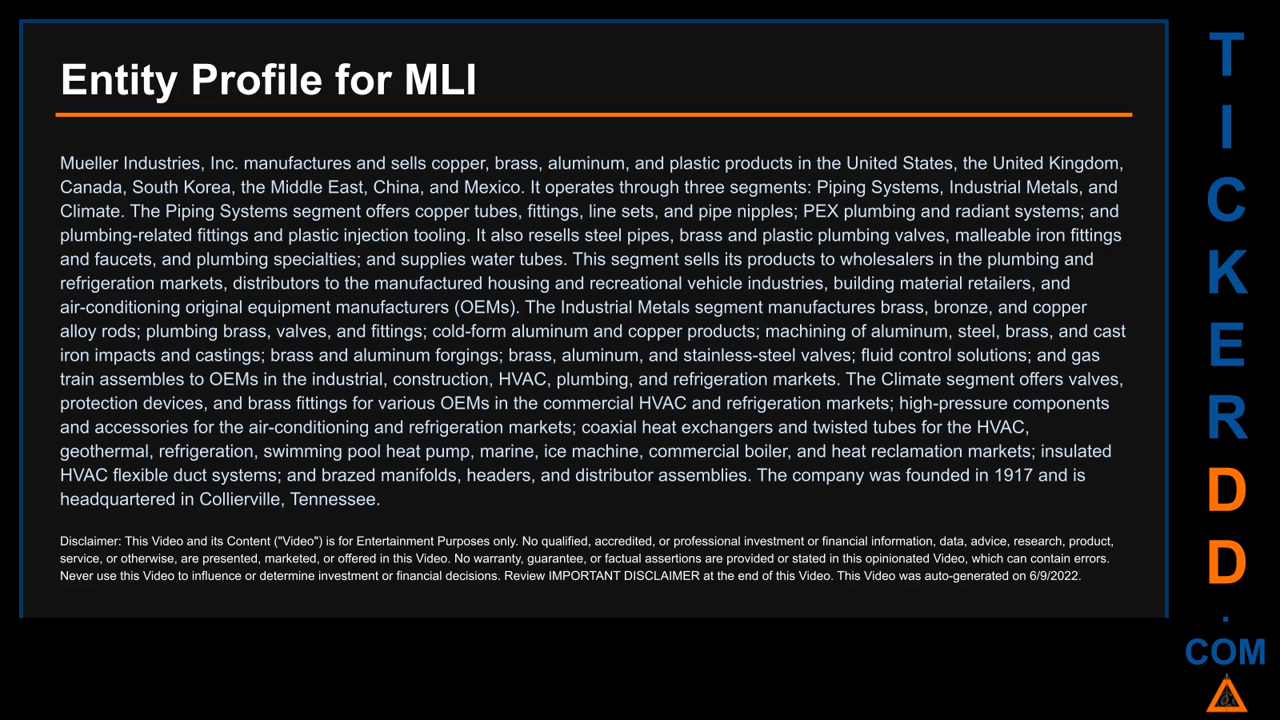 Entity Profile for MLI
Mueller Industries, Inc. manufactures and sells copper, brass, aluminum, and plastic products in the United States, the United Kingdom,
Canada, South Korea, the Middle East, China, and Mexico. It operates through three segments: Piping Systems, Industrial Metals, and
Climate. The Piping Systems segment offers copper tubes, fittings, line sets, and pipe nipples; PEX plumbing and radiant systems; and
plumbing-related fittings and plastic injection tooling. It also resells steel pipes, brass and plastic plumbing valves, malleable iron fittings
and faucets, and plumbing specialties; and supplies water tubes. This segment sells its products to wholesalers in the plumbing and
refrigeration markets, distributors to the manufactured housing and recreational vehicle industries, building material retailers, and
air-conditioning original equipment manufacturers (OEMs). The Industrial Metals segment manufactures brass, bronze, and copper
alloy rods; plumbing brass, valves, and fittings; cold-form aluminum and copper products; machining of aluminum, steel, brass, and cast
iron impacts and castings; brass and aluminum forgings; brass, aluminum, and stainless-steel valves; fluid control solutions; and gas
train assembles to OEMs in the industrial, construction, HVAC, plumbing, and refrigeration markets. The Climate segment offers valves,
protection devices, and brass fittings for various OEMs in the commercial HVAC and refrigeration markets; high-pressure components
and accessories for the air-conditioning and refrigeration markets; coaxial heat exchangers and twisted tubes for the HVAC,
geothermal, refrigeration, swimming pool heat pump, marine, ice machine, commercial boiler, and heat reclamation markets; insulated
HVAC flexible duct systems; and brazed manifolds, headers, and distributor assemblies. The company was founded in 1917 and is
headquartered in Collierville, Tennessee.
Disclaimer: This Video and its Content ("Video") is for Entertainment Purposes only. No qualified, accredited, or professional investment or financial information, data, advice, research, product,
service, or otherwise, are presented, marketed, or offered in this Video. No warranty, guarantee, or factual assertions are provided or stated in this opinionated Video, which can contain errors.
Never use this Video to influence or determine investment or financial decisions. Review IMPORTANT DISCLAIMER at the end of this Video. This Video was auto-generated on 6/9/2022.
T
I
C
K
E
R
D
D
.
COM